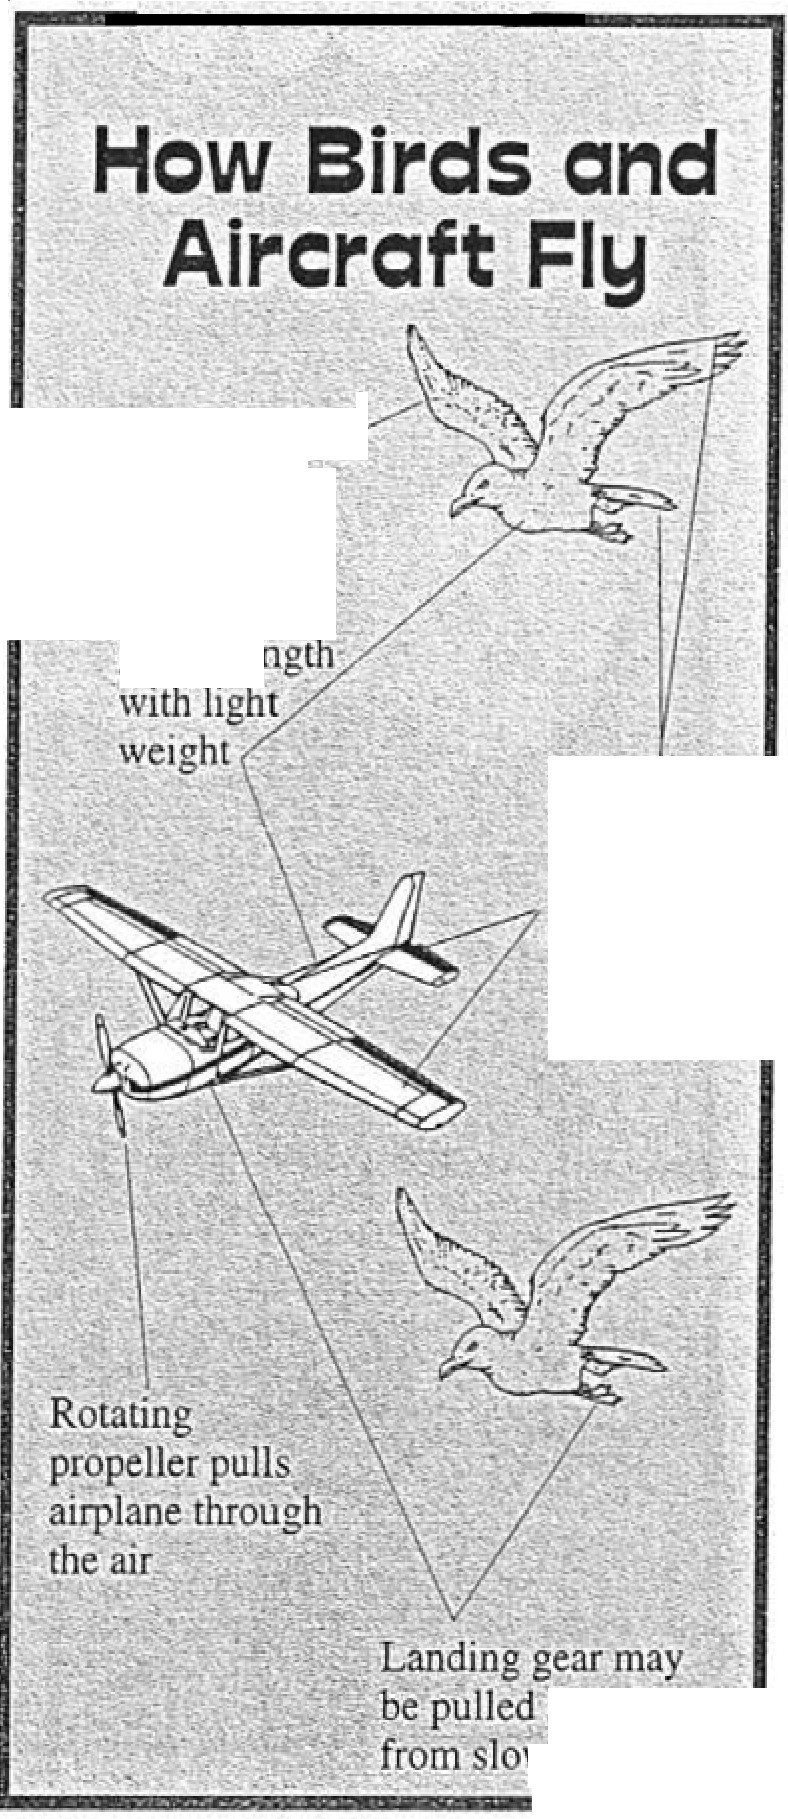 How Birds and
Aircraft Fly
with light
weight
Rotating
propeller pulls
airplane through
the air
Landing gear may
be pulled
from